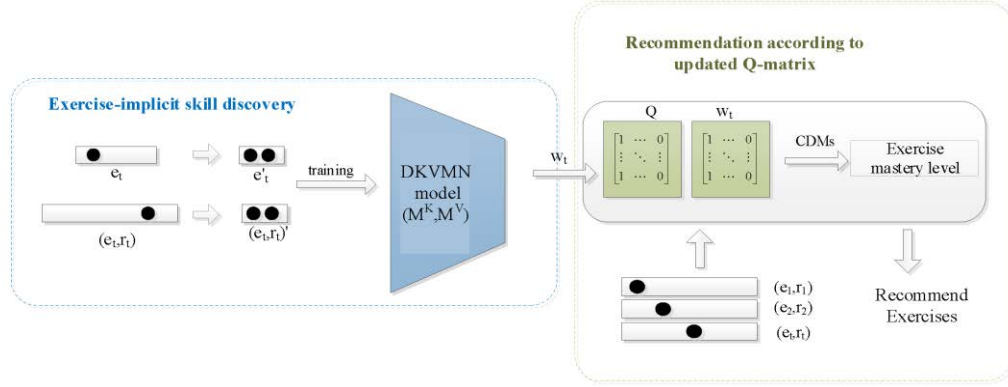 Exercise-implicit skill discovery
e_t
e'_t
(e_t,r_t)
(e_t,r_t)'
training
DKVMN
model
(M^K,M^V)
w_t
Recommendation according to
updated Q-matrix
Q
w_t
[1 ⋯ 0]
[⋮ ⋱ ⋮]
[1 ⋯ 0]
[1 ⋯ 0]
[⋮ ⋱ ⋮]
[1 ⋯ 0]
CDMs
Exercise
mastery level
(e_1,r_1)
(e_2,r_2)
(e_t,r_t)
Recommend
Exercises